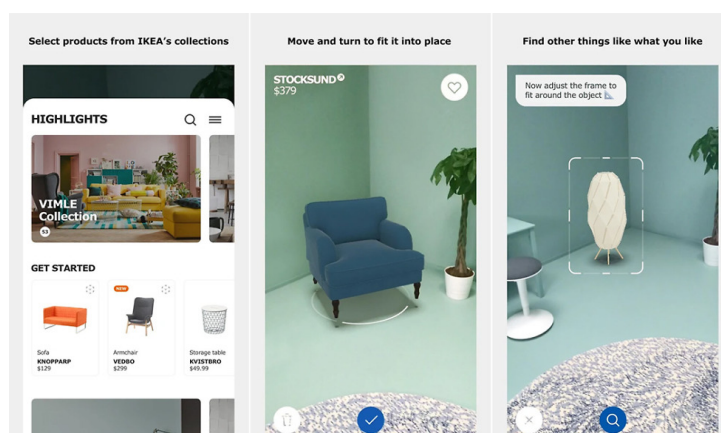 Select products from IKEA’s collections
HIGHLIGHTS
VIMLE
Collection
53
GET STARTED
Sofa
KNOPPARP
$129
NEW
Armchair
VEDBO
$299
Storage table
KVISTBRO
$49.99
Move and turn to fit it into place
STOCKSUND
$379
Find other things like what you like
Now adjust the frame to
fit around the object